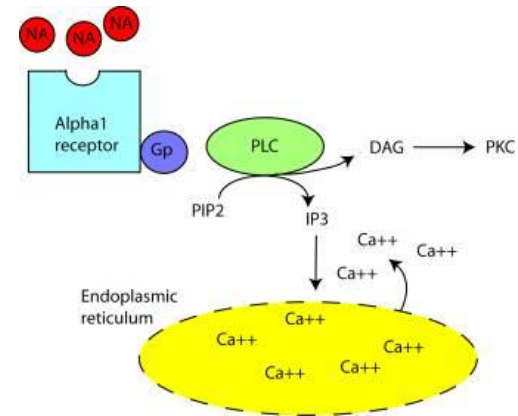 NA
NA
NA
Alpha1
receptor
Gp
PLC
DAG
PKC
PIP2
IP3
Ca++
Ca++
Ca++
Endoplasmic
reticulum
Ca++
Ca++
Ca++
Ca++
Ca++